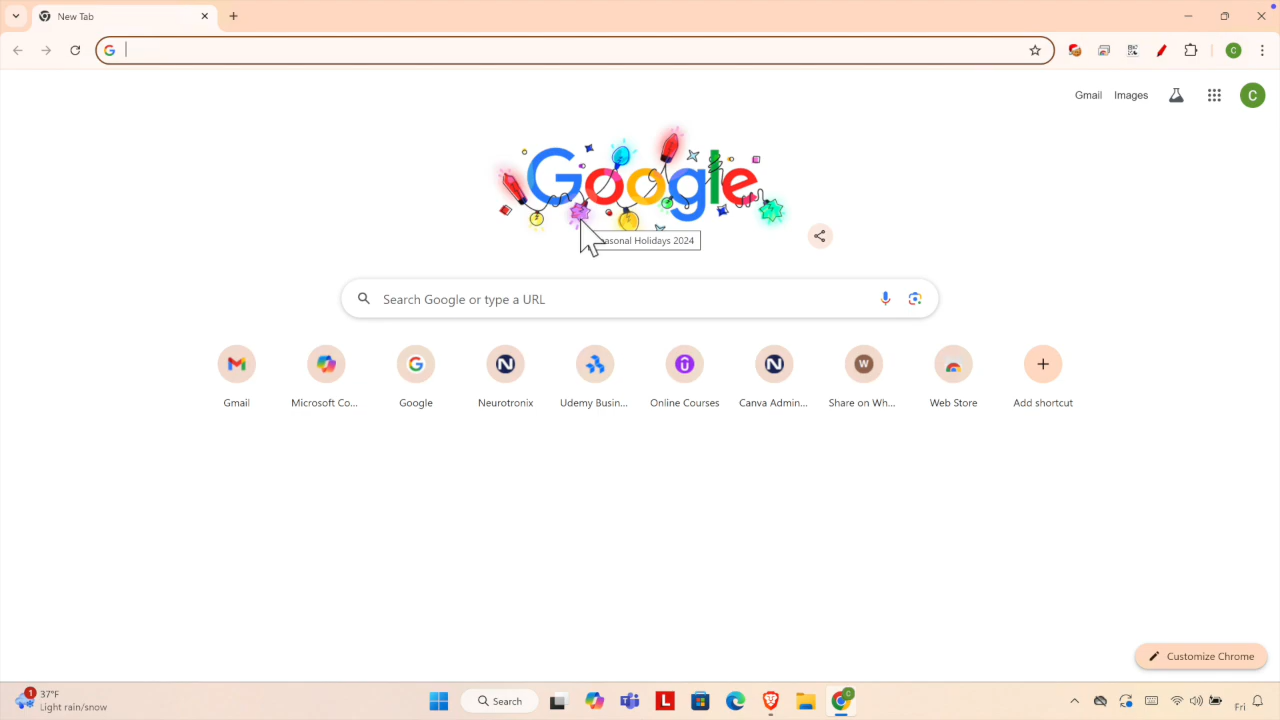 New Tab
C
Gmail Images C
Google
asonal Holidays 2024
Search Google or type a URL
Gmail Microsoft Co... Google Neurotronix Udemy Busin... Online Courses Canva Admin... Share on Wh... Web Store Add shortcut
Customize Chrome
1 37°F
Light rain/snow
Search
Fri